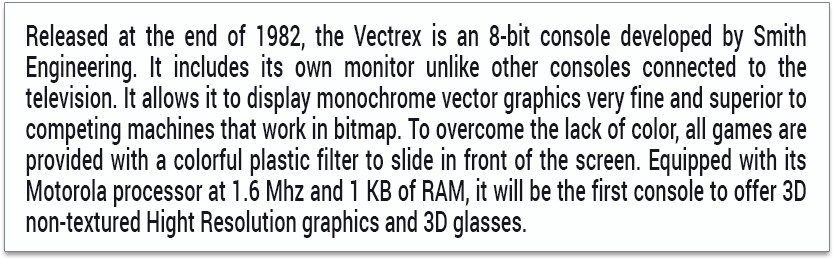 Released at the end of 1982, the Vectrex is an 8-bit console developed by Smith
Engineering. It includes its own monitor unlike other consoles connected to the
television. It allows it to display monochrome vector graphics very fine and superior to
competing machines that work in bitmap. To overcome the lack of color, all games are
provided with a colorful plastic filter to slide in front of the screen. Equipped with its
Motorola processor at 1.6 Mhz and 1 KB of RAM, it will be the first console to offer 3D
non-textured Hight Resolution graphics and 3D glasses.